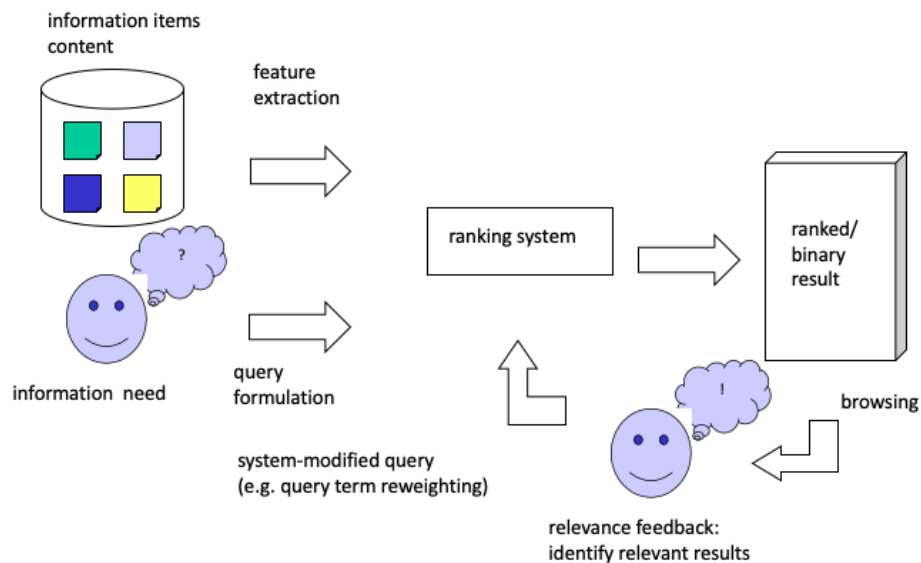 information items
content
feature
extraction
?
ranking system
ranked/
binary
result
information  need
query
formulation
!
browsing
system-modified query
(e.g. query term reweighting)
relevance feedback:
identify relevant results